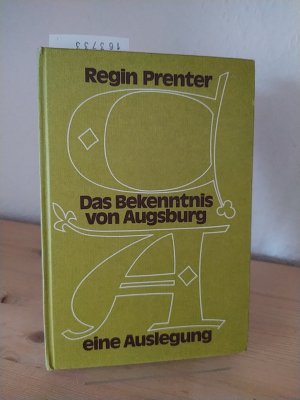 Regin Prenter
Das Bekenntnis
von Augsburg
eine Auslegung